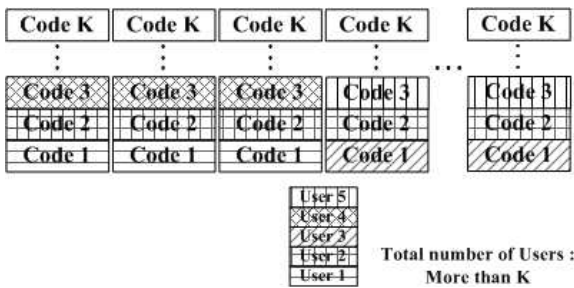 Code K Code K Code K Code K Code K
Code 3 Code 3 Code 3 Code 3 ... Code 3
Code 2 Code 2 Code 2 Code 2 Code 2
Code 1 Code 1 Code 1 Code 1 Code 1
User 5
User 4
User 3
User 2
User 1
Total number of Users :
More than K